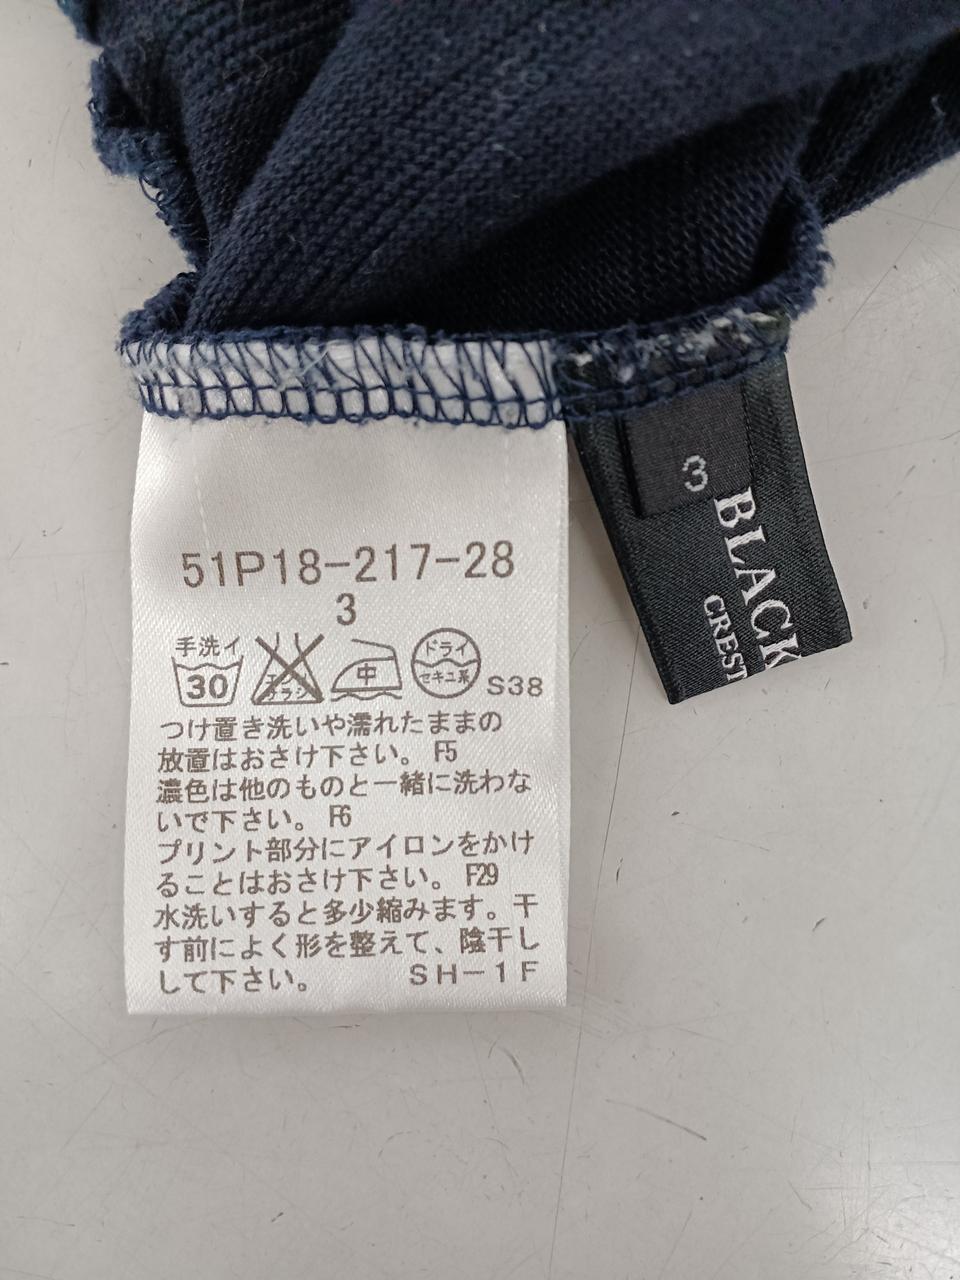 51P18-217-28
3
手洗イ
30
エンソ
サラシ
中
ドライ
セキユ系
S38
つけ置き洗いや濡れたままの
放置はおさけ下さい。 F5
濃色は他のものと一緒に洗わな
いで下さい。 F6
プリント部分にアイロンをかけ
ることはおさけ下さい。 F29
水洗いすると多少縮みます。干
す前によく形を整えて、陰干し
して下さい。 SH-1F
3
BLACK
CREST